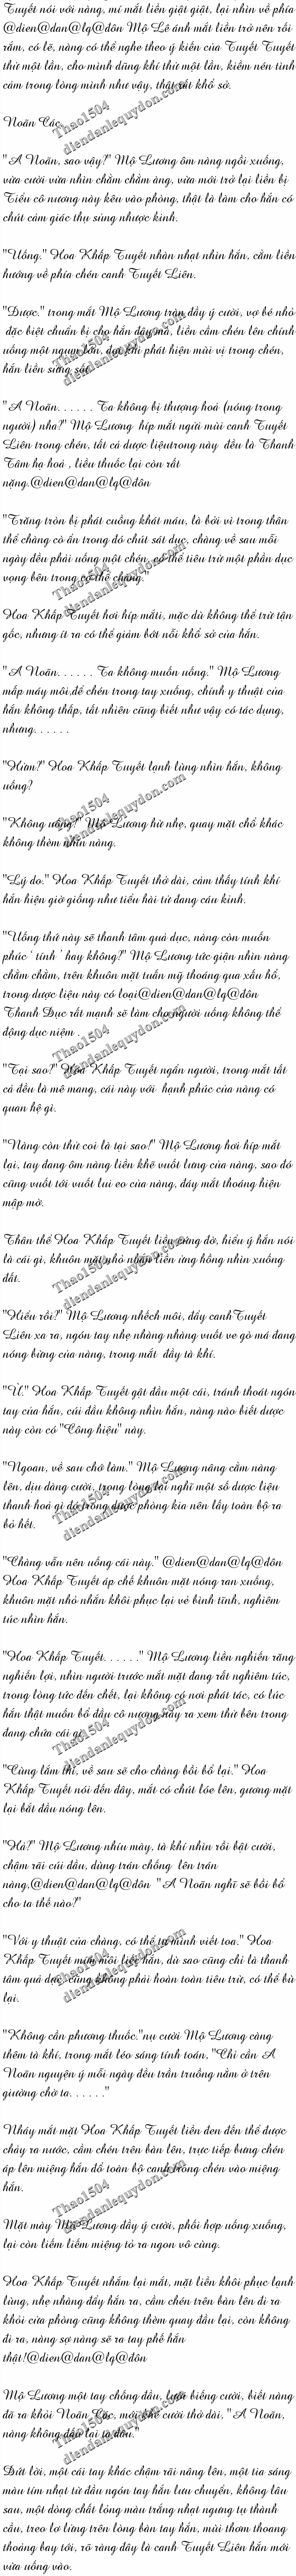 Tuyết nói với nàng, mí mắt liền giật giật, lại nhìn về phía
@dien@dan@lq@đôn Mộ Lê ánh mắt liền trở nên rối
rắm, có lẽ, nàng có thể nghe theo ý kiến của Tuyết Tuyết
thử một lần, cho mình dũng khí thử một lần, kiềm nén tình
cảm trong lòng mình như vậy, thật rất khổ sở.
Noãn Các.
"A Noãn, sao vậy?" Mộ Lương ôm nàng ngồi xuống,
vừa cười vừa nhìn chằm chằm nàng, vừa mới trở lại liền bị
Tiểu cô nương này kêu vào phòng, thật là làm cho hắn có
chút cảm giác thụ sủng nhược kinh.
"Uống." Hoa Khấp Tuyết nhàn nhạt nhìn hắn, cằm liền
hướng về phía chén canh Tuyết Liên.
"Được." trong mắt Mộ Lương tràn đầy ý cười, vợ bé nhỏ
đặc biệt chuẩn bị cho hắn đấy mà, liền cầm chén lên chính
uống một ngụm lớn, đợi khi phát hiện mùi vị trong chén,
hắn liền sửng sốt.
"A Noãn. . . . . . Ta không bị thượng hoả (nóng trong
người) nha?" Mộ Lương híp mắt ngửi mùi canh Tuyết
Liên trong chén, tất cả dược liệutrong này đều là Thanh
Tâm hạ hoả , liều thuốc lại còn rất
nặng.@dien@dan@lq@đôn
"Trăng tròn bị phát cuồng khát máu, là bởi vì trong thân
thể chàng có ẩn trong đó chút sát dục, chàng về sau mỗi
ngày đều phải uống một chén, có thể tiêu trừ một phần dục
vọng bên trong cơ thể chàng."
Hoa Khấp Tuyết hơi híp mắti, mặc dù không thể trừ tận
gốc, nhưng ít ra có thể giảm bớt nỗi khổ sở của hắn.
"A Noãn. . . . . . Ta không muốn uống." Mộ Lương
mấp máy môi,để chén trong tay xuống, chính y thuật của
hắn không thấp, tất nhiên cũng biết như vậy có tác dụng,
nhưng. . . . . .
"Hửm?" Hoa Khấp Tuyết lạnh lùng nhìn hắn, không
uống?
"Không uống!" Mộ Lương hừ nhẹ, quay mặt chỗ khác
không thèm nhìn nàng.
"Lý do." Hoa Khấp Tuyết thở dài, cảm thấy tính khí
hắn hiện giờ giống như tiểu hài tử đang cáu kỉnh.
"Uống thứ này sẽ thanh tâm quả dục, nàng còn muốn
phúc ‘ tính ’ hay không?" Mộ Lương tức giận nhìn nàng
chằm chằm, trên khuôn mặt tuấn mỹ thoáng qua xấu hổ,
trong dược liệu này có loại@dien@dan@lq@đôn
Thanh Dục rất mạnh sẽ làm cho người uống không thể
động dục niệm .
"Tại sao?" Hoa Khấp Tuyết ngẩn người, trong mắt tất
cả đều là mê mang, cái này với hạnh phúc của nàng có
quan hệ gì.
"Nàng còn thử coi là tại sao!" Mộ Lương hơi híp mắt
lại, tay đang ôm nàng liền khẽ vuốt lưng của nàng, sao đó
cũng vuốt tới vuốt lui eo của nàng, đáy mắt thoáng hiện
mập mờ.
Thân thể Hoa Khấp Tuyết liền cứng đờ, hiểu ý hắn nói
là cái gì, khuôn mặt nhỏ nhắn liền ửng hồng nhìn xuống
đất.
"Hiểu rồi?" Mộ Lương nhếch môi, đẩy canhTuyết
Liên xa ra, ngón tay nhẹ nhàng nhàng vuốt ve gò má đang
nóng bừng của nàng, trong mắt đầy tà khí.
"Ừ." Hoa Khấp Tuyết gật đầu một cái, tránh thoát ngón
tay của hắn, cúi đầu không nhìn hắn, nàng nào biết dược
này còn có "Công hiệu" này.
"Ngoan, về sau chớ làm." Mộ Lương nâng cằm nàng
lên, dịu dàng cười, trong lòng lại nghĩ một số dược liệu
thanh hoả gì đó trong dược phòng kia nên lấy toàn bộ ra
bỏ hết.
"Chàng vẫn nên uống cái này." @dien@dan@lq@đôn
Hoa Khấp Tuyết áp chế khuôn mặt nóng ran xuống,
khuôn mặt nhỏ nhắn khôi phục lại vẻ bình tĩnh, nghiêm
túc nhìn hắn.
"Hoa Khấp Tuyết. . . . . ." Mộ Lương liền nghiến răng
nghiến lợi, nhìn người trước mắt mặt đang rất nghiêm túc,
trong lòng tức đến chết, lại không có nơi phát tác, có lúc
hắn thật muốn bổ đầu cô nương này ra xem thử bên trong
đang chứa cái gì.
"Cùng lắm thì, về sau sẽ cho chàng bồi bổ lại." Hoa
Khấp Tuyết nói đến đây, mắt có chút lóe lên, gương mặt
lại bắt đầu nóng lên.
"Hả?" Mộ Lương nhíu mày, tà khí nhìn rồi bật cười,
chậm rãi cúi đầu, dùng trán chống lên trán
nàng,@dien@dan@lq@đôn "A Noãn nghĩ sẽ bồi bổ
cho ta thế nào?"
"Với y thuật của chàng, có thể tự mình viết toa." Hoa
Khấp Tuyết mím môi liếc hắn, dù sao cũng chỉ là thanh
tâm quả dục, cũng không phải hoàn toàn tiêu trừ, có thể bù
lại.
"Không cần phương thuốc."nụ cười Mộ Lương càng
thêm tà khí, trong mắt léo sáng tính toán, "Chỉ cần A
Noãn nguyện ý mỗi ngày đều trần truồng nằm ở trên
giường chờ ta. . . . . ."
Nháy mắt mặt Hoa Khấp Tuyết liền đen đến thể được
chảy ra nước, cầm chén trên bàn lên, trực tiếp bưng chén
áp lên miệng hắn đổ toàn bộ canh trong chén vào miệng
hắn.
Mặt mày Mộ Lương đầy ý cười, phối hợp uống xuống,
lại còn liếm liếm miệng tỏ ra ngon vô cùng.
Hoa Khấp Tuyết nhắm lại mắt, mặt liền khôi phục lạnh
lùng, nhẹ nhàng đẩy hắn ra, cầm chén trên bàn lên đi ra
khỏi cửa phòng cũng không thèm quay đầu lại, còn không
đi ra, nàng sợ nàng sẽ ra tay phế hắn
thật!@dien@dan@lq@đôn
Mộ Lương một tay chống đầu, lười biếng cười, biết nàng
đã ra khỏi Noãn Các, mới khẽ cười thở dài, "A Noãn,
nàng không đấu lại ta đâu."
Dứt lời, một cái tay khác chậm rãi nâng lên, một tia sáng
màu tím nhạt từ đầu ngón tay hắn lưu chuyển, không lâu
sau, một dòng chất lỏng màu trắng nhạt ngưng tụ thành
cầu, treo lơ lửng trên lòng bàn tay hắn, mùi thơm thoang
thoảng bay tới, rõ ràng đây là canh Tuyết Liên hắn mới
vừa uống vào.
Thao1504
diendanlequydon.com